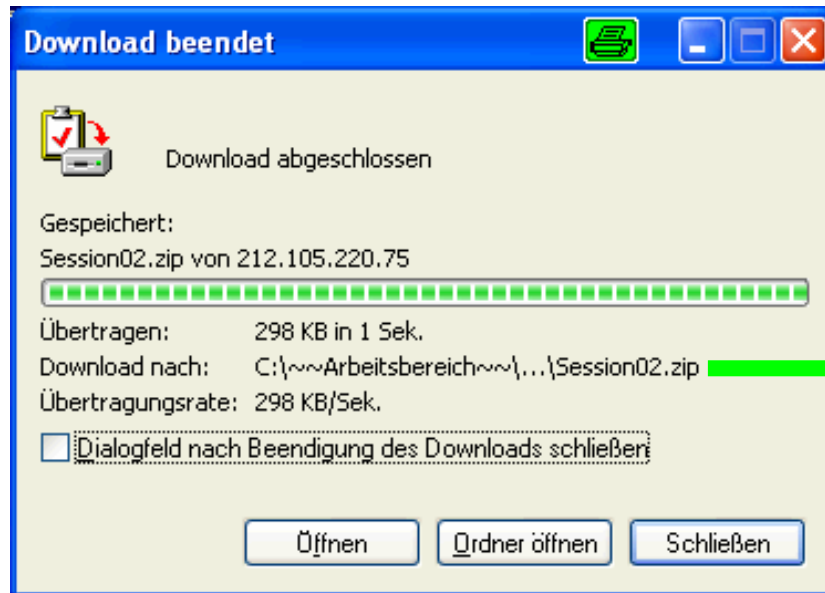 Download beendet
Download abgeschlossen
Gespeichert:
Session02.zip von 212.105.220.75
Übertragen: 298 KB in 1 Sek.
Download nach: C:\~~Arbeitsbereich~~\...\Session02.zip
Übertragungsrate: 298 KB/Sek.
Dialogfeld nach Beendigung des Downloads schließen
Öffnen Ordner öffnen Schließen